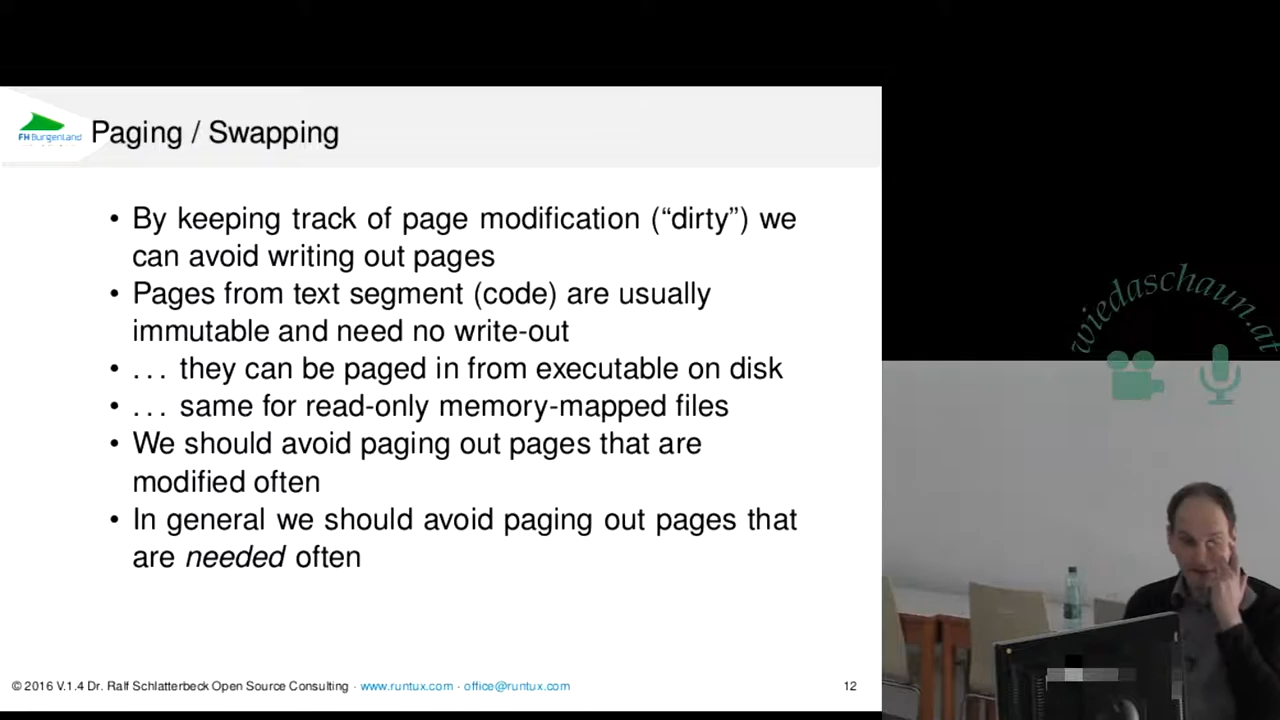 FH Burgenland
Paging / Swapping
• By keeping track of page modification (“dirty”) we
can avoid writing out pages
• Pages from text segment (code) are usually
immutable and need no write-out
• . . . they can be paged in from executable on disk
• . . . same for read-only memory-mapped files
• We should avoid paging out pages that are
modified often
• In general we should avoid paging out pages that
are needed often
© 2016 V.1.4 Dr. Ralf Schlatterbeck Open Source Consulting · www.runtux.com · office@runtux.com
12
wiedaschaun.at